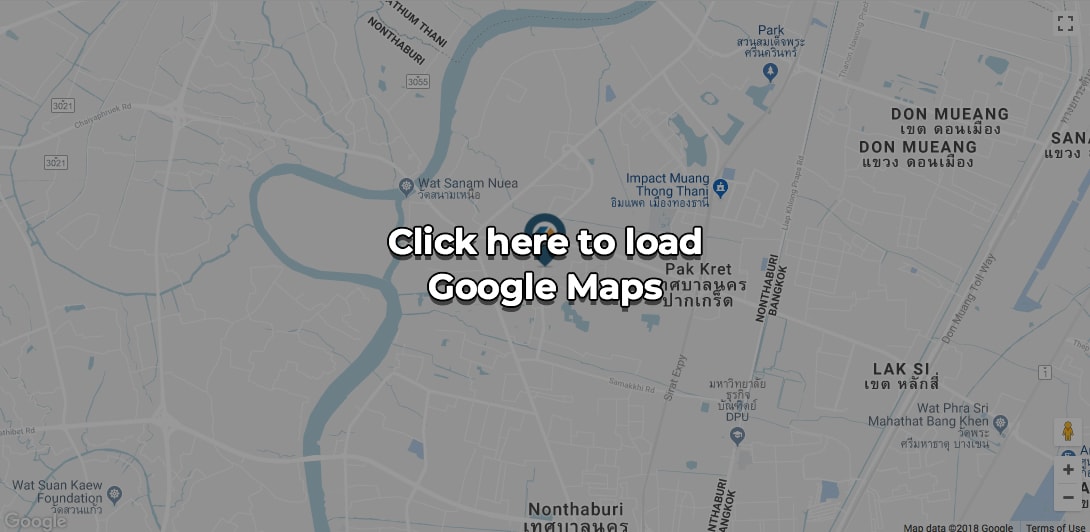 PATHUM THANI
NONTHABURI
3055
3021
Chaiyaphruek Rd
3021
Park
สวนสมเด็จพระ
ศรีนครินทร์
DON MUEANG
เขต ดอนเมือง
DON MUEANG
แขวง ดอนเมือง
SANA
แขวง
Wat Sanam Nuea
วัดสนามเหนือ
Impact Muang
Thong Thani
อิมแพค เมืองทองธานี
Click here to load
Google Maps
Pak Kret
เทศบาลนคร
ปากเกร็ด
NONTHABURI
BANGKOK
Don Muang Toll Way
LAK SI
เขต หลักสี่
1
Samakkhi Rd
Sirat Expy
มหาวิทยาลัย
ธุรกิจ
บัณฑิตย์
DPU
Wat Phra Sri
Mahathat Bang Khen
วัดพระ
ศรีมหาธาตุ บางเขน
Wat Suan Kaew
Foundation
วัดสวนแก้ว
Nonthaburi
เทศบาลนคร
NONTHABURI
BANGKOK
Google
Map data ©2018 Google
Terms of Use